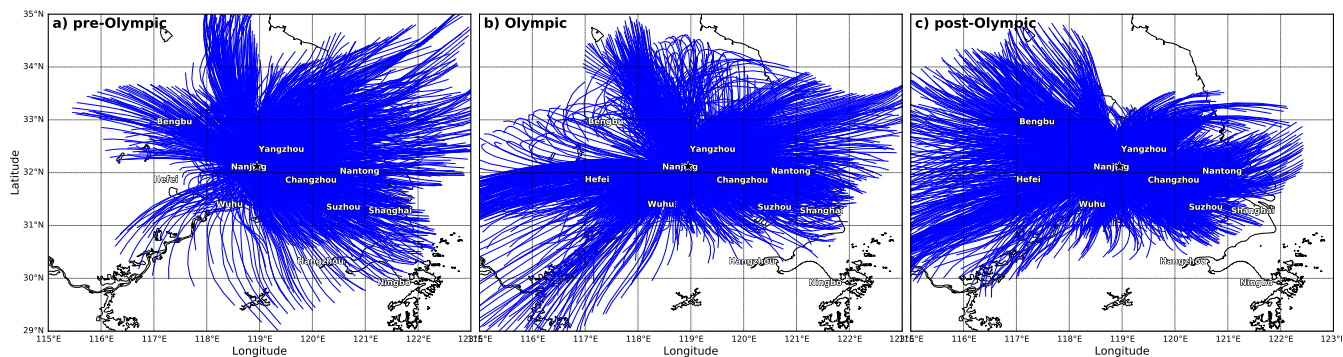 a) pre-Olympic
b) Olympic
c) post-Olympic
35°N
34°N
33°N
32°N
31°N
30°N
29°N
Latitude
Bengbu
Yangzhou
Nanjing
Hefei
Nantong
Changzhou
Wuhu
Suzhou
Shanghai
Hangzhou
Ningbo
Bengbu
Yangzhou
Nanjing
Hefei
Nantong
Changzhou
Wuhu
Suzhou
Shanghai
Hangzhou
Ningbo
Bengbu
Yangzhou
Nanjing
Hefei
Nantong
Changzhou
Wuhu
Suzhou
Shanghai
Hangzhou
Ningbo
115°E 116°E 117°E 118°E 119°E 120°E 121°E 122°E
116°E 117°E 118°E 119°E 120°E 121°E 122°E
116°E 117°E 118°E 119°E 120°E 121°E 122°E
Longitude
Longitude
Longitude